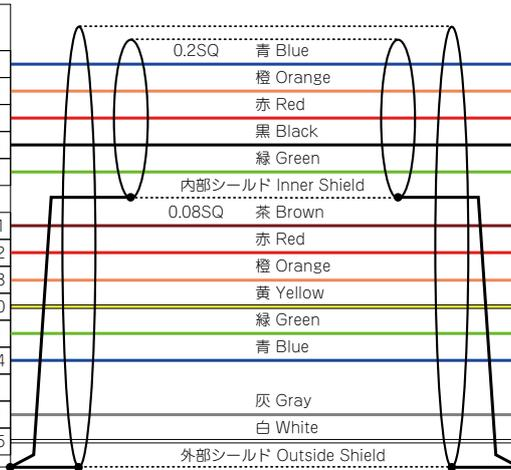 0.2SQ 青 Blue
橙 Orange
赤 Red
黒 Black
緑 Green
内部シールド Inner Shield
0.08SQ 茶 Brown
赤 Red
橙 Orange
黄 Yellow
緑 Green
青 Blue
灰 Gray
白 White
外部シールド Outside Shield